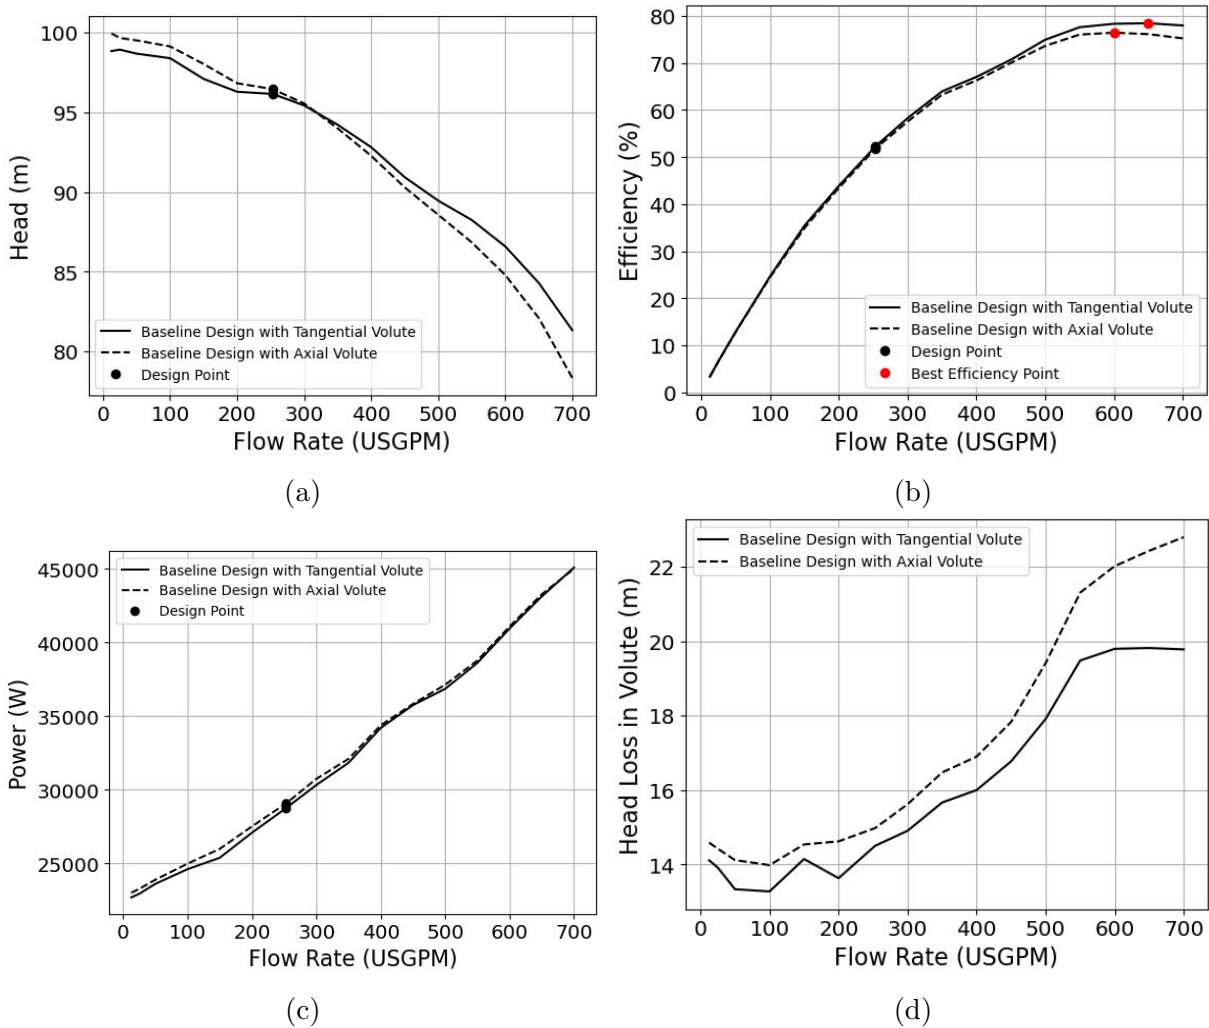 100
95
90
85
80
Head (m)
Baseline Design with Tangential Volute
Baseline Design with Axial Volute
Design Point
0 100 200 300 400 500 600 700
Flow Rate (USGPM)
(a)
80
70
60
50
40
30
20
10
0
Efficiency (%)
Baseline Design with Tangential Volute
Baseline Design with Axial Volute
Design Point
Best Efficiency Point
0 100 200 300 400 500 600 700
Flow Rate (USGPM)
(b)
45000
40000
35000
30000
25000
Power (W)
Baseline Design with Tangential Volute
Baseline Design with Axial Volute
Design Point
0 100 200 300 400 500 600 700
Flow Rate (USGPM)
(c)
22
20
18
16
14
Head Loss in Volute (m)
Baseline Design with Tangential Volute
Baseline Design with Axial Volute
0 100 200 300 400 500 600 700
Flow Rate (USGPM)
(d)